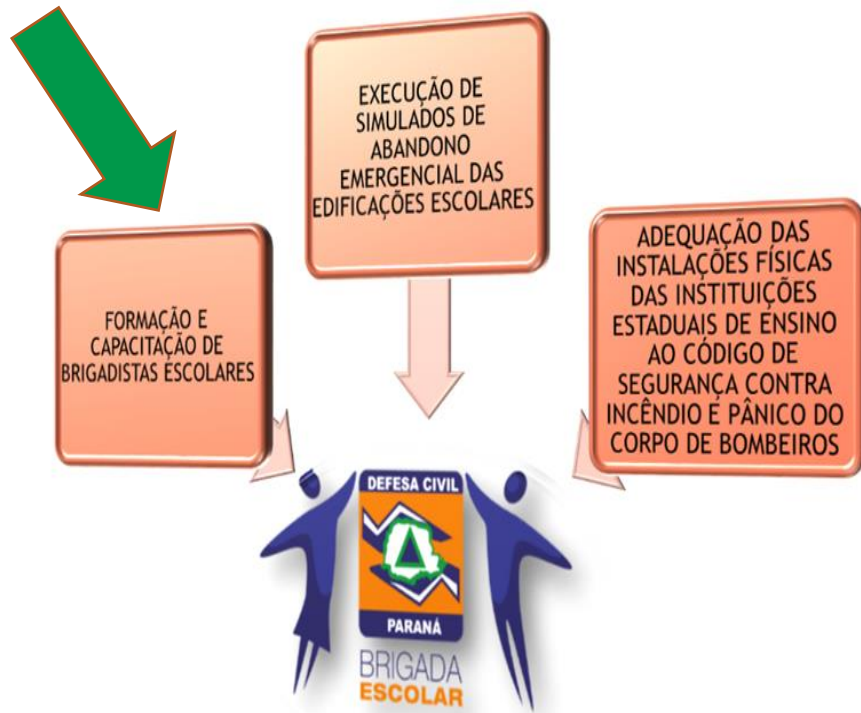 FORMAÇÃO E
CAPACITAÇÃO DE
BRIGADISTAS ESCOLARES
EXECUÇÃO DE
SIMULADOS DE
ABANDONO
EMERGENCIAL DAS
EDIFICAÇÕES ESCOLARES
ADEQUAÇÃO DAS
INSTALAÇÕES FÍSICAS
DAS INSTITUIÇÕES
ESTADUAIS DE ENSINO
AO CÓDIGO DE
SEGURANÇA CONTRA
INCÊNDIO E PÂNICO DO
CORPO DE BOMBEIROS
DEFESA CIVIL
PARANÁ
BRIGADA
ESCOLAR